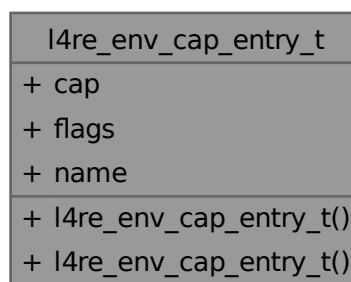 l4re_env_cap_entry_t
+ cap
+ flags
+ name
+ l4re_env_cap_entry_t()
+ l4re_env_cap_entry_t()